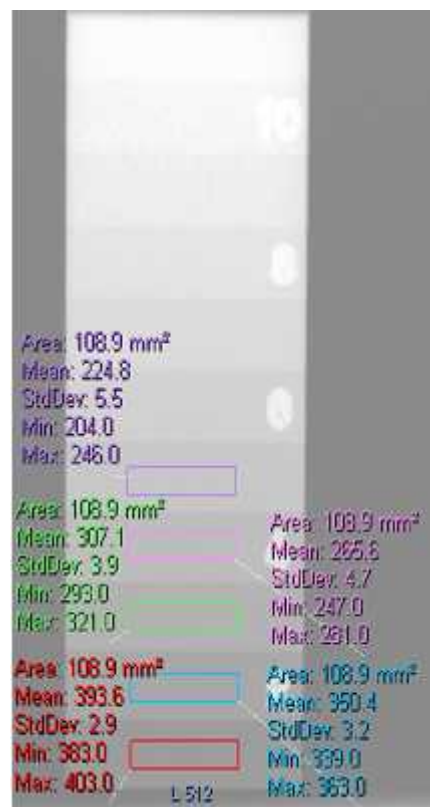 10
8
Area: 108.9 mm²
Mean: 224.8
StdDev: 5.5
Min: 204.0
Max: 246.0
6
Area: 108.9 mm²
Mean: 307.1
StdDev: 3.9
Min: 293.0
Max: 321.0
Area: 108.9 mm²
Mean: 265.6
StdDev: 4.7
Min: 247.0
Max: 281.0
Area: 108.9 mm²
Mean: 393.6
StdDev: 2.9
Min: 383.0
Max: 403.0
Area: 108.9 mm²
Mean: 350.4
StdDev: 3.2
Min: 339.0
Max: 363.0
L 512